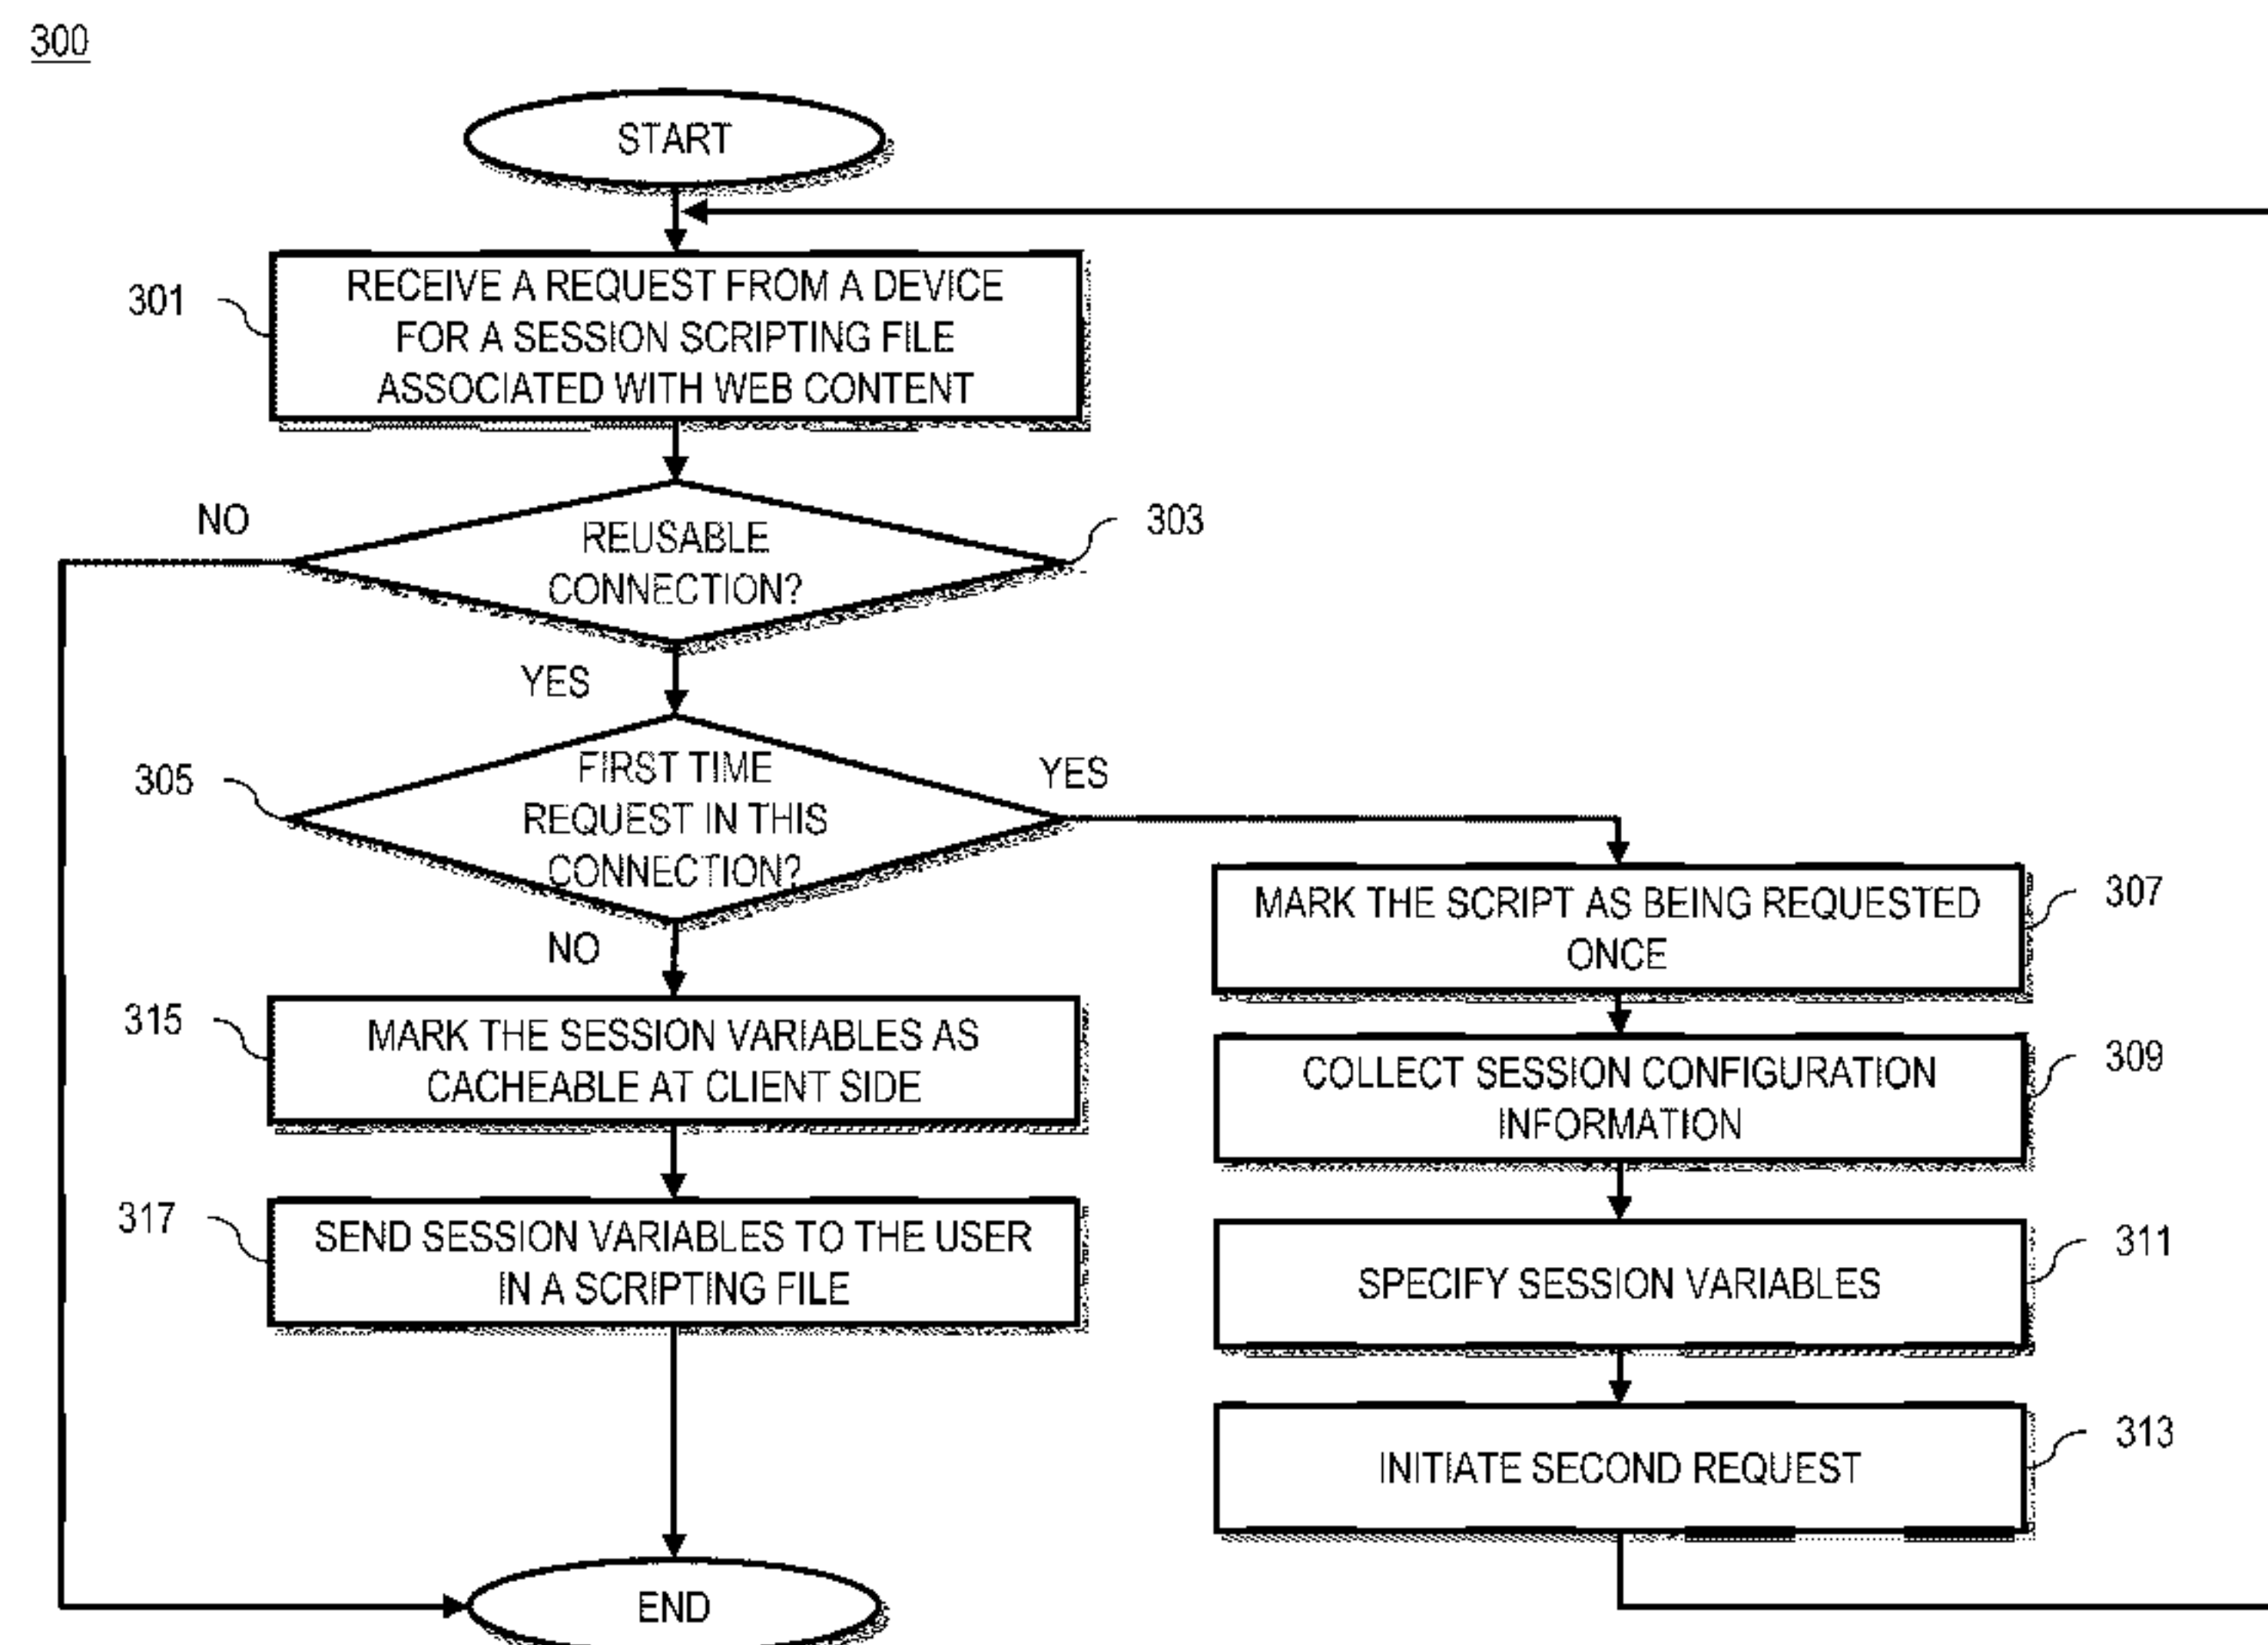 300
START
301
RECEIVE A REQUEST FROM A DEVICE
FOR A SESSION SCRIPTING FILE
ASSOCIATED WITH WEB CONTENT
NO
REUSABLE
CONNECTION?
303
YES
305
FIRST TIME
REQUEST IN THIS
CONNECTION?
YES
NO
307
MARK THE SCRIPT AS BEING REQUESTED
ONCE
315
MARK THE SESSION VARIABLES AS
CACHEABLE AT CLIENT SIDE
309
COLLECT SESSION CONFIGURATION
INFORMATION
317
SEND SESSION VARIABLES TO THE USER
IN A SCRIPTING FILE
311
SPECIFY SESSION VARIABLES
313
INITIATE SECOND REQUEST
END